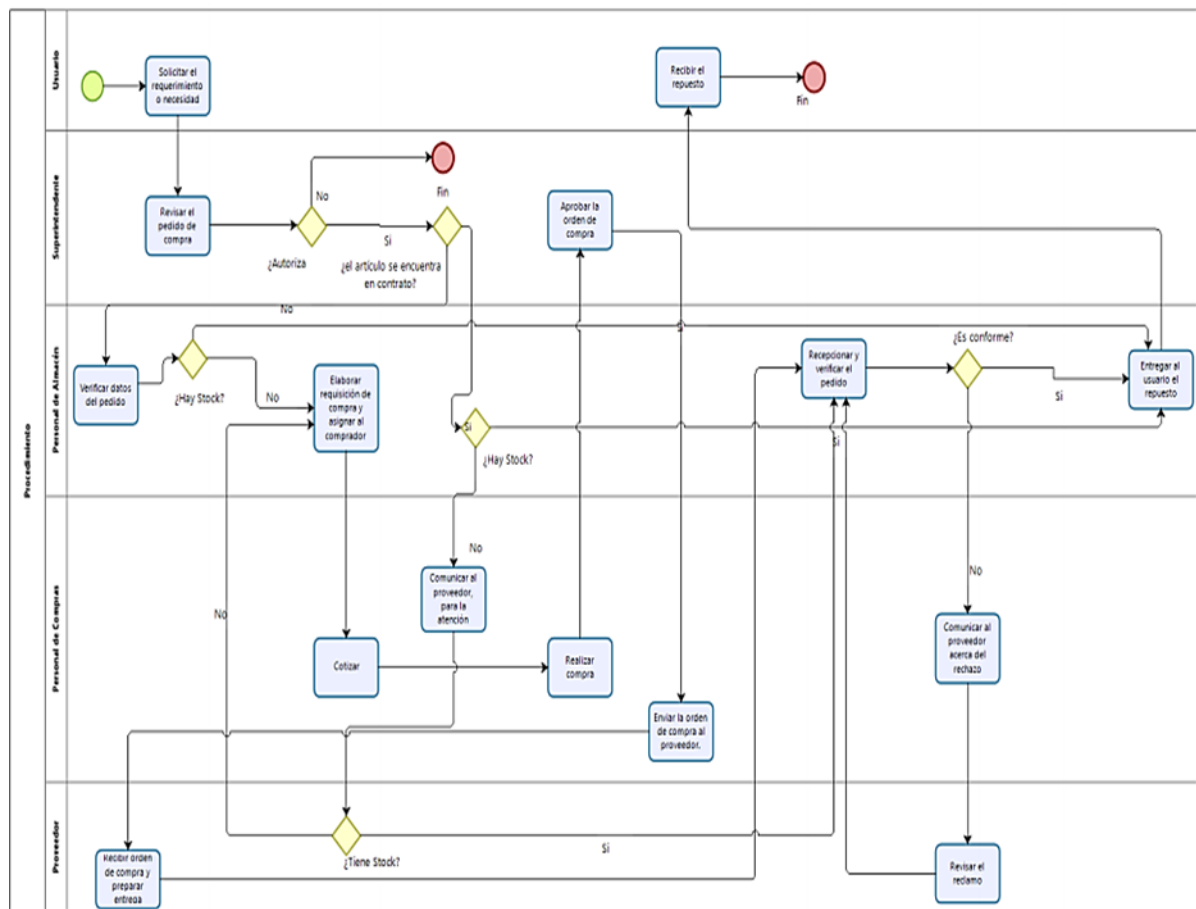 Procedimiento
Usuario
Solicitar el
requerimiento
o necesidad
Recibir el
repuesto
Fin
Superintendente
Revisar el
pedido de
compra
No
¿Autoriza
Si
Fin
¿el artículo se encuentra
en contrato?
No
Aprobar la
orden de
compra
Personal de Almacén
Verificar datos
del pedido
¿Hay Stock?
No
Elaborar
requisición de
compra y
asignar al
comprador
Si
¿Hay Stock?
Si
Recepcionar y
verificar el
pedido
Si
¿Es conforme?
Si
Entregar al
usuario el
repuesto
Personal de Compras
No
No
Comunicar al
proveedor,
para la
atención
Cotizar
Realizar
compra
Enviar la orden
de compra al
proveedor.
No
Comunicar al
proveedor
acerca del
rechazo
Proveedor
Recibir orden
de compra y
preparar
entrega
¿Tiene Stock?
Si
Revisar el
reclamo